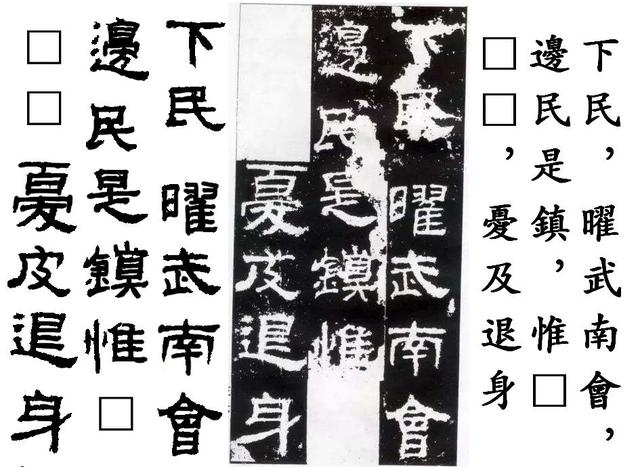 下民，曜武南會，
邊民是鎮，惟□
□□，憂及退身
下民曜武南會
邊民是鎮惟
憂及退身
下民曜武南會
邊民是鎮惟□
□□憂皮退身